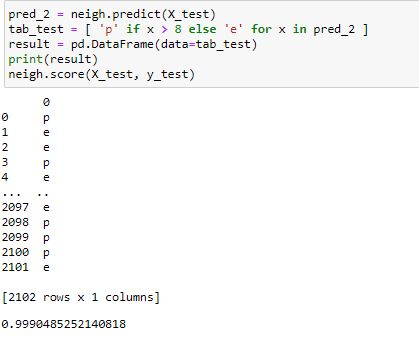 pred_2 = neigh.predict(X_test)
tab_test = [ 'p' if x > 8 else 'e' for x in pred_2 ]
result = pd.DataFrame(data=tab_test)
print(result)
neigh.score(X_test, y_test)
0
0 p
1 e
2 e
3 p
4 e
... ..
2097 e
2098 p
2099 p
2100 p
2101 e
[2102 rows x 1 columns]
0.9990485252140818